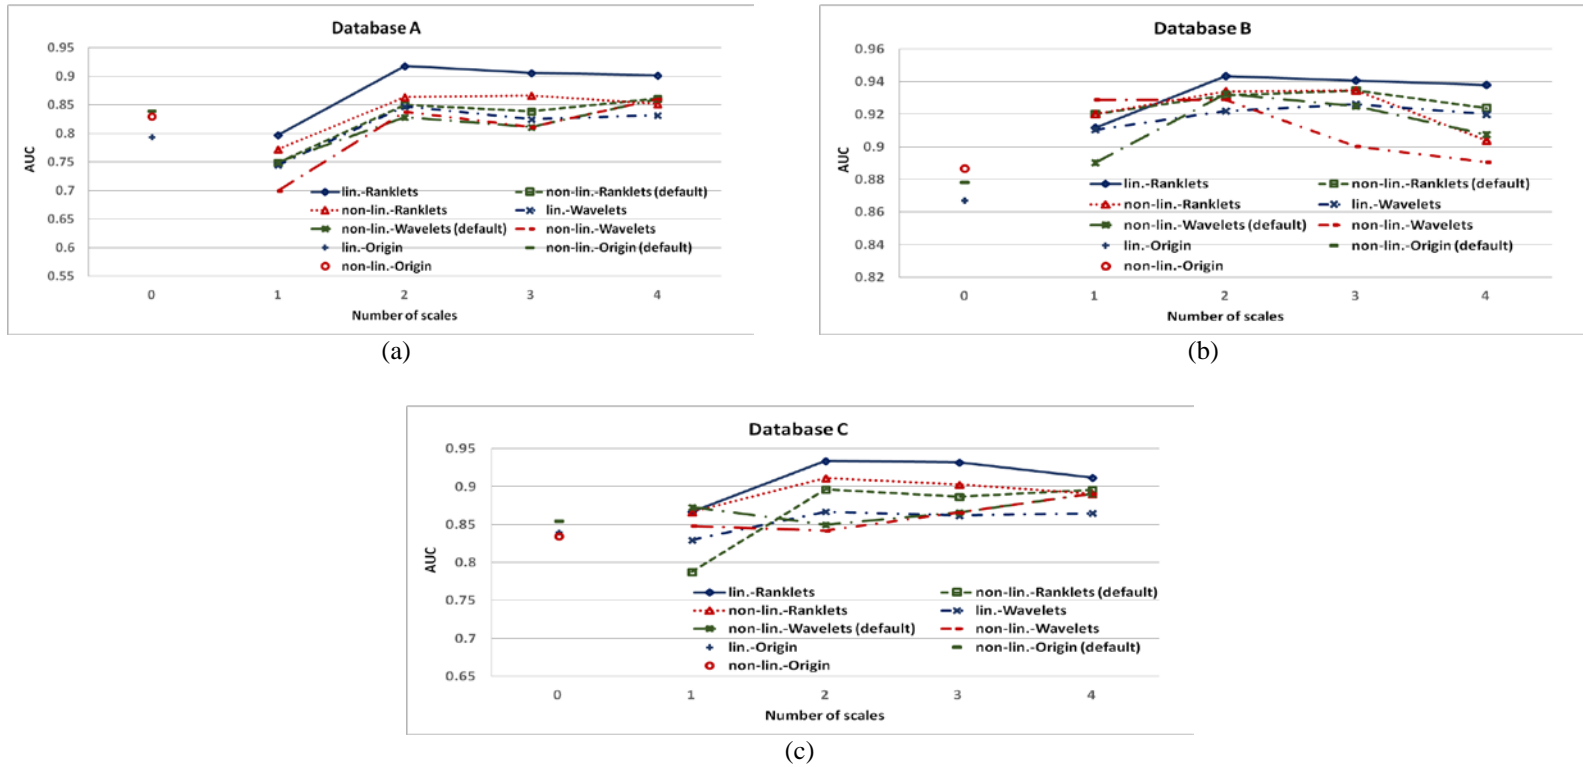 Database A
0.95
0.9
0.85
0.8
0.75
0.7
0.65
0.6
0.55
AUC
lin.-Ranklets non-lin.-Ranklets (default)
non-lin.-Ranklets lin.-Wavelets
non-lin.-Wavelets (default) non-lin.-Wavelets
lin.-Origin non-lin.-Origin (default)
non-lin.-Origin
0 1 2 3 4
Number of scales
(a)
Database B
0.96
0.94
0.92
0.9
0.88
0.86
0.84
0.82
AUC
lin.-Ranklets non-lin.-Ranklets (default)
non-lin.-Ranklets lin.-Wavelets
non-lin.-Wavelets (default) non-lin.-Wavelets
lin.-Origin non-lin.-Origin (default)
non-lin.-Origin
0 1 2 3 4
Number of scales
(b)
Database C
0.95
0.9
0.85
0.8
0.75
0.7
0.65
AUC
lin.-Ranklets non-lin.-Ranklets (default)
non-lin.-Ranklets lin.-Wavelets
non-lin.-Wavelets (default) non-lin.-Wavelets
lin.-Origin non-lin.-Origin (default)
non-lin.-Origin
0 1 2 3 4
Number of scales
(c)